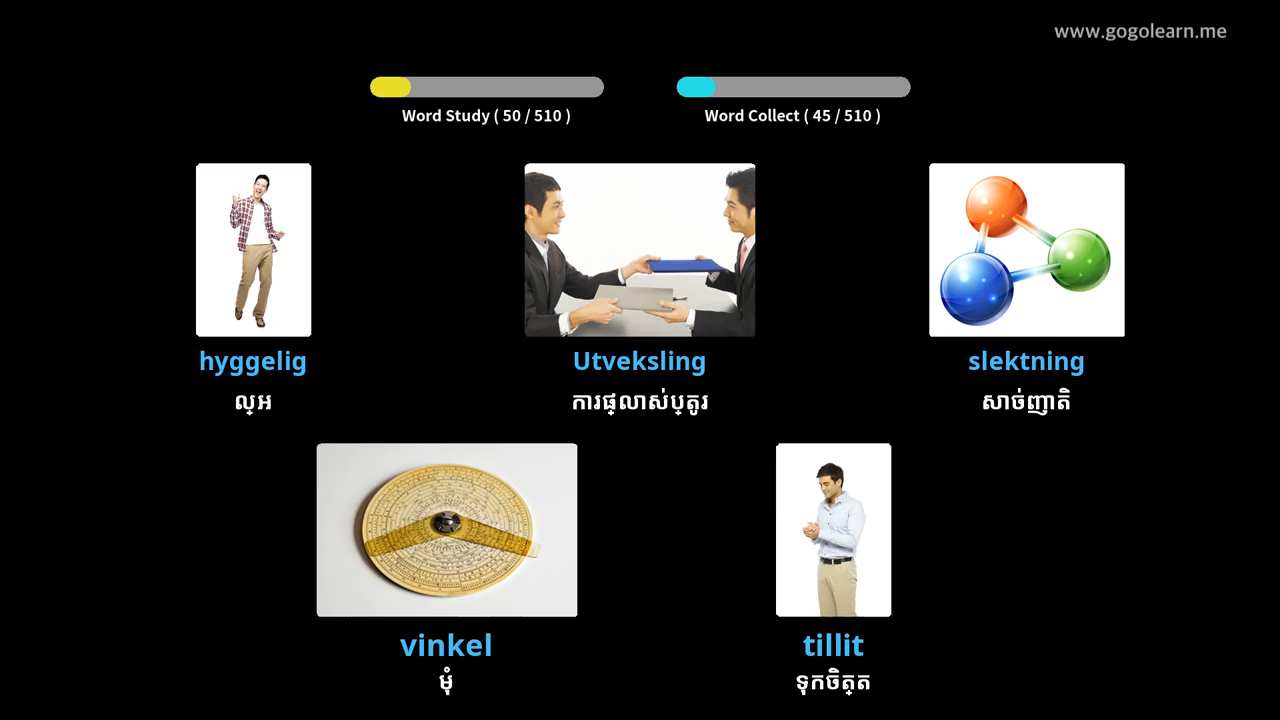 www.gogolearn.me
Word Study ( 50 / 510 )
Word Collect ( 45 / 510 )
hyggelig
Utveksling
slektning
ល្អ
ការផ្លាស់ប្តូរ
សាច់ញាតិ
vinkel
tillit
មុំ
ទុកចិត្ត